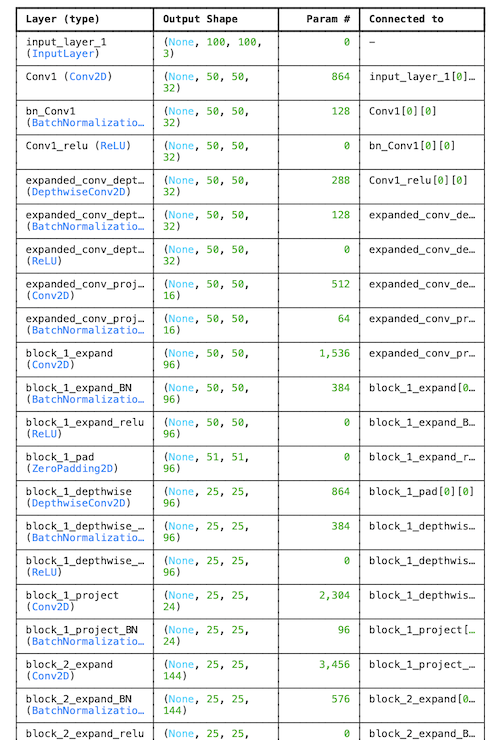 Layer (type) Output Shape Param # Connected to
input_layer_1 (None, 100, 100, 0 –
(InputLayer) 3)
Conv1 (Conv2D) (None, 50, 50, 864 input_layer_1[0]…
32)
bn_Conv1 (None, 50, 50, 128 Conv1[0][0]
(BatchNormalizatio… 32)
Conv1_relu (ReLU) (None, 50, 50, 0 bn_Conv1[0][0]
32)
expanded_conv_dept… (None, 50, 50, 288 Conv1_relu[0][0]
(DepthwiseConv2D) 32)
expanded_conv_dept… (None, 50, 50, 128 expanded_conv_de…
(BatchNormalizatio… 32)
expanded_conv_dept… (None, 50, 50, 0 expanded_conv_de…
(ReLU) 32)
expanded_conv_proj… (None, 50, 50, 512 expanded_conv_de…
(Conv2D) 16)
expanded_conv_proj… (None, 50, 50, 64 expanded_conv_pr…
(BatchNormalizatio… 16)
block_1_expand (None, 50, 50, 1,536 expanded_conv_pr…
(Conv2D) 96)
block_1_expand_BN (None, 50, 50, 384 block_1_expand[0…
(BatchNormalizatio… 96)
block_1_expand_relu (None, 50, 50, 0 block_1_expand_B…
(ReLU) 96)
block_1_pad (None, 51, 51, 0 block_1_expand_r…
(ZeroPadding2D) 96)
block_1_depthwise (None, 25, 25, 864 block_1_pad[0][0]
(DepthwiseConv2D) 96)
block_1_depthwise_… (None, 25, 25, 384 block_1_depthwis…
(BatchNormalizatio… 96)
block_1_depthwise_… (None, 25, 25, 0 block_1_depthwis…
(ReLU) 96)
block_1_project (None, 25, 25, 2,304 block_1_depthwis…
(Conv2D) 24)
block_1_project_BN (None, 25, 25, 96 block_1_project[…
(BatchNormalizatio… 24)
block_2_expand (None, 25, 25, 3,456 block_1_project_…
(Conv2D) 144)
block_2_expand_BN (None, 25, 25, 576 block_2_expand[0…
(BatchNormalizatio… 144)
block_2_expand_relu (None, 25, 25, 0 block_2_expand_B…